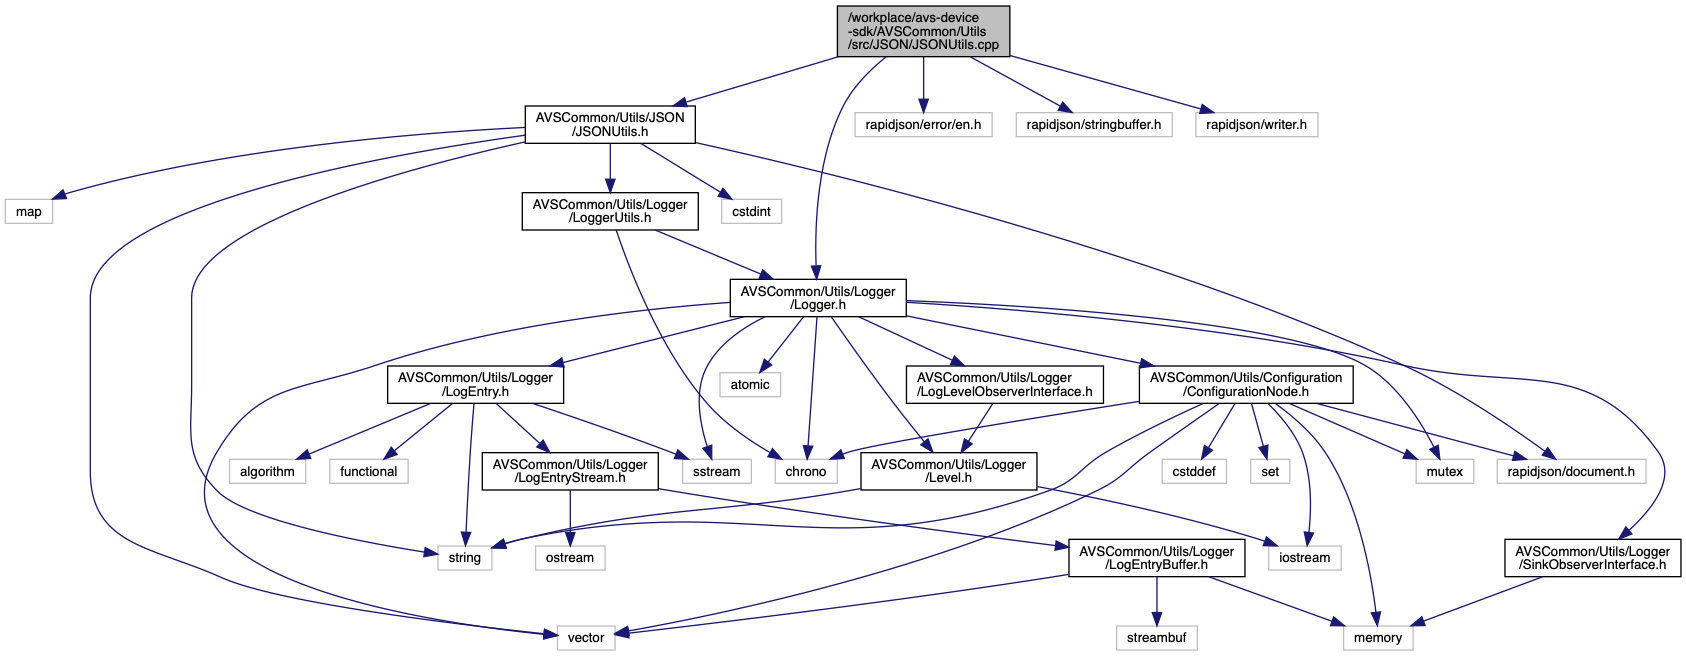 /workplace/avs-device
-sdk/AVSCommon/Utils
/src/JSON/JSONUtils.cpp
AVSCommon/Utils/JSON
/JSONUtils.h
rapidjson/error/en.h
rapidjson/stringbuffer.h
rapidjson/writer.h
map
AVSCommon/Utils/Logger
/LoggerUtils.h
cstdint
AVSCommon/Utils/Logger
/Logger.h
AVSCommon/Utils/Logger
/LogEntry.h
atomic
AVSCommon/Utils/Logger
/LogLevelObserverInterface.h
AVSCommon/Utils/Configuration
/ConfigurationNode.h
algorithm
functional
AVSCommon/Utils/Logger
/LogEntryStream.h
sstream
chrono
AVSCommon/Utils/Logger
/Level.h
cstddef
set
mutex
rapidjson/document.h
string
ostream
AVSCommon/Utils/Logger
/LogEntryBuffer.h
iostream
AVSCommon/Utils/Logger
/SinkObserverInterface.h
vector
streambuf
memory